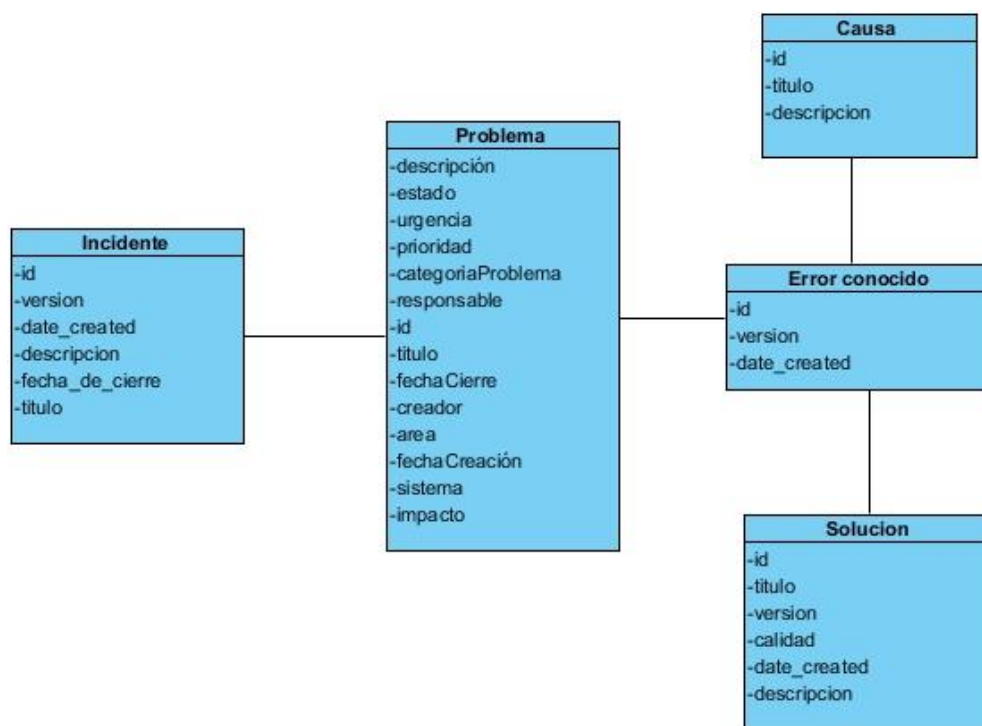 Causa
-id
-titulo
-descripcion
Problema
-descripción
-estado
-urgencia
-prioridad
-categoriaProblema
-responsable
-id
-titulo
-fechaCierre
-creador
-area
-fechaCreación
-sistema
-impacto
Incidente
-id
-version
-date_created
-descripcion
-fecha_de_cierre
-titulo
Error conocido
-id
-version
-date_created
Solucion
-id
-titulo
-version
-calidad
-date_created
-descripcion